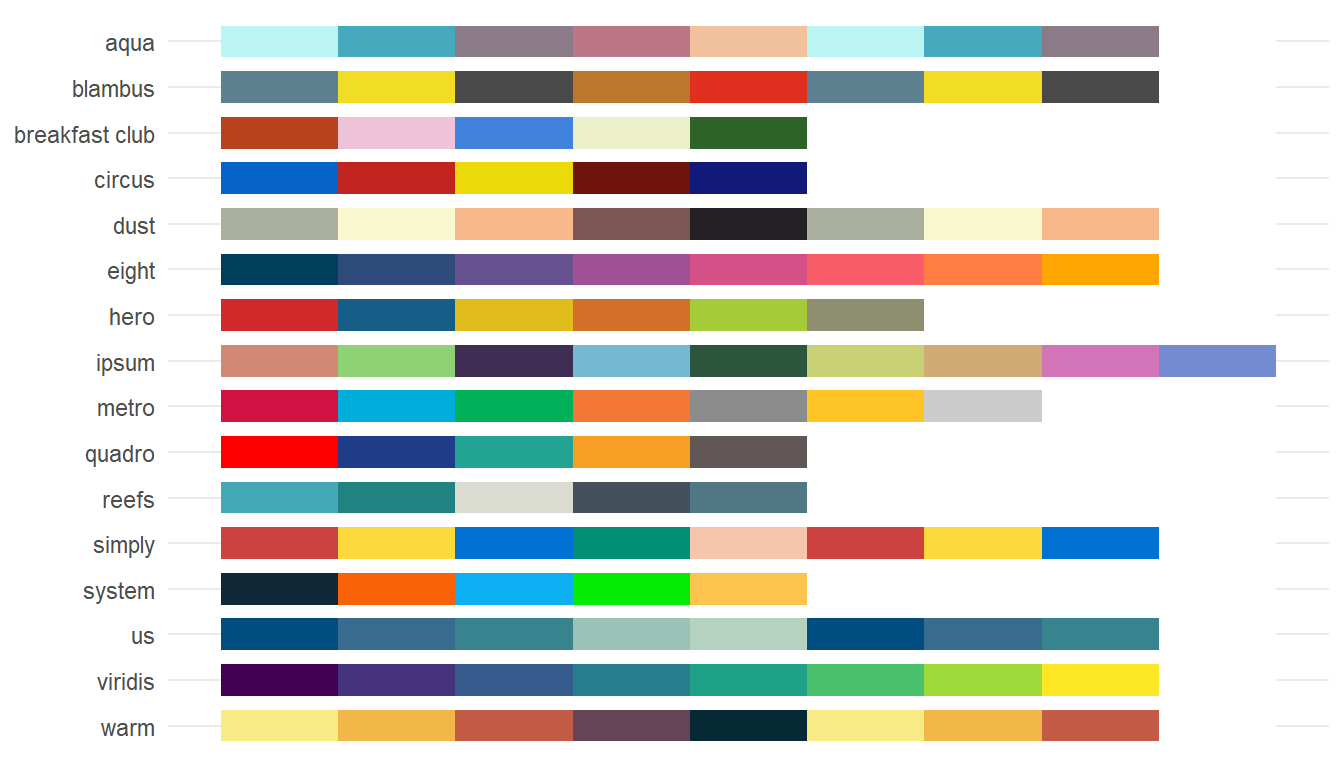 aqua
blambus
breakfast club
circus
dust
eight
hero
ipsum
metro
quadro
reefs
simply
system
us
viridis
warm